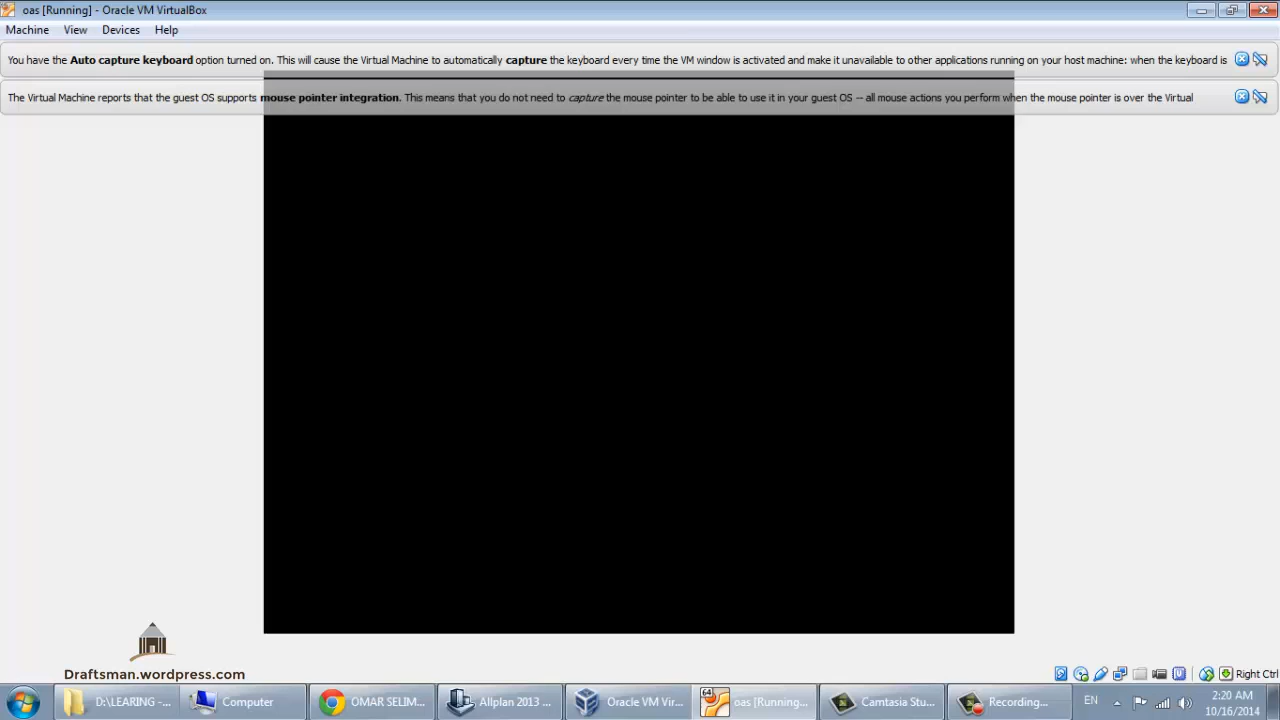 oas [Running] - Oracle VM VirtualBox
Machine View Devices Help
You have the Auto capture keyboard option turned on. This will cause the Virtual Machine to automatically capture the keyboard every time the VM window is activated and make it unavailable to other applications running on your host machine: when the keyboard is
The Virtual Machine reports that the guest OS supports mouse pointer integration. This means that you do not need to capture the mouse pointer to be able to use it in your guest OS -- all mouse actions you perform when the mouse pointer is over the Virtual
Draftsman.wordpress.com
Right Ctrl
D:\LEARING -... Computer OMAR SELIM... Allplan 2013 ... Oracle VM Vir... 64 oas [Running... Camtasia Stu... Recording... EN 2:20 AM
10/16/2014